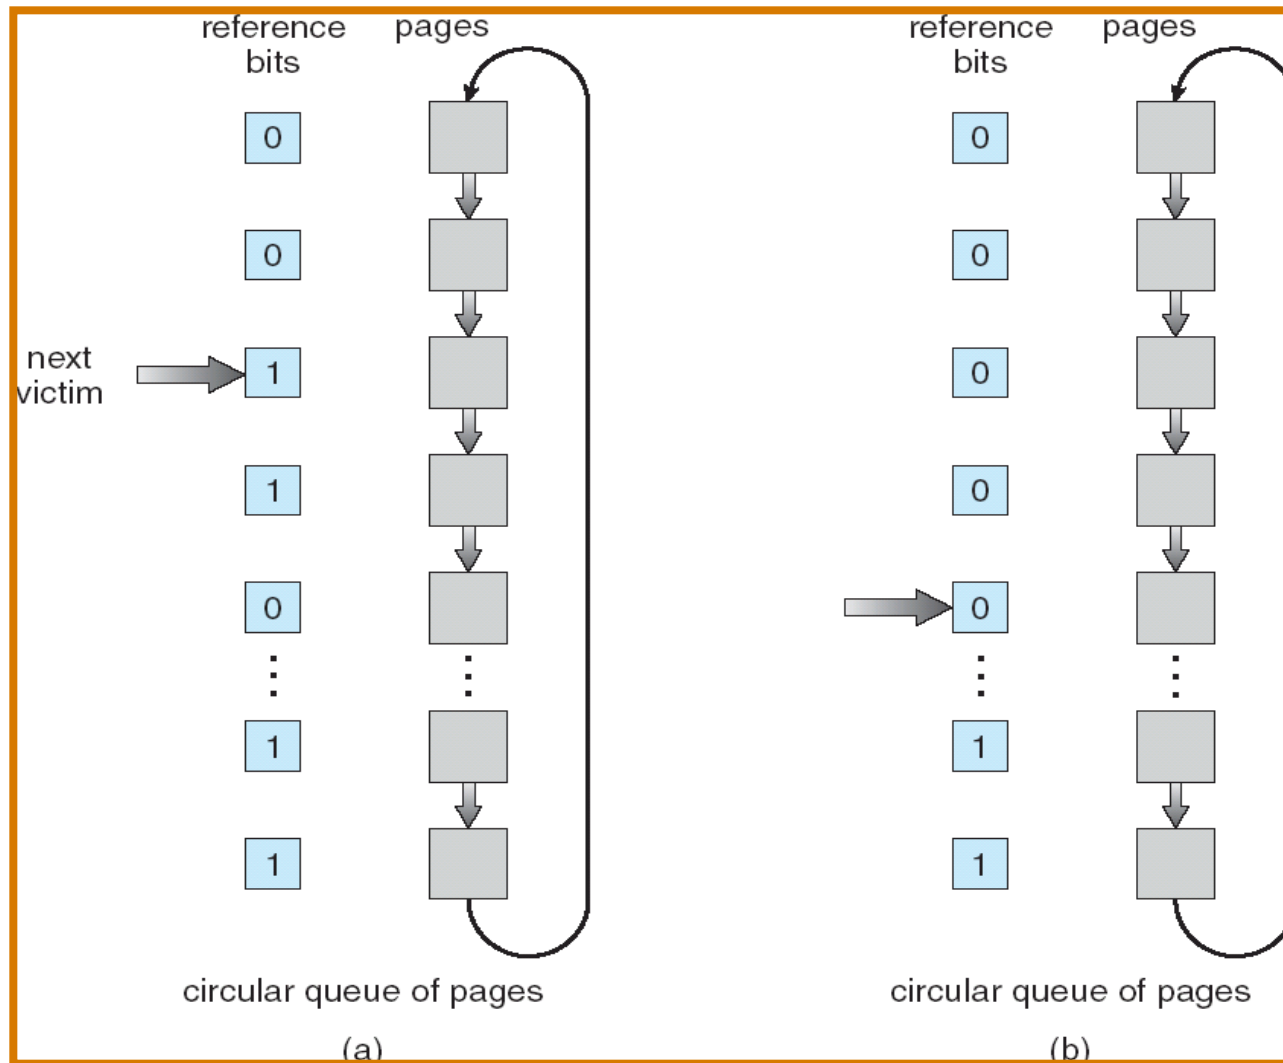 reference
bits
pages
0
0
next
victim
1
1
0
1
1
circular queue of pages
(a)
reference
bits
pages
0
0
0
0
0
1
1
circular queue of pages
(b)